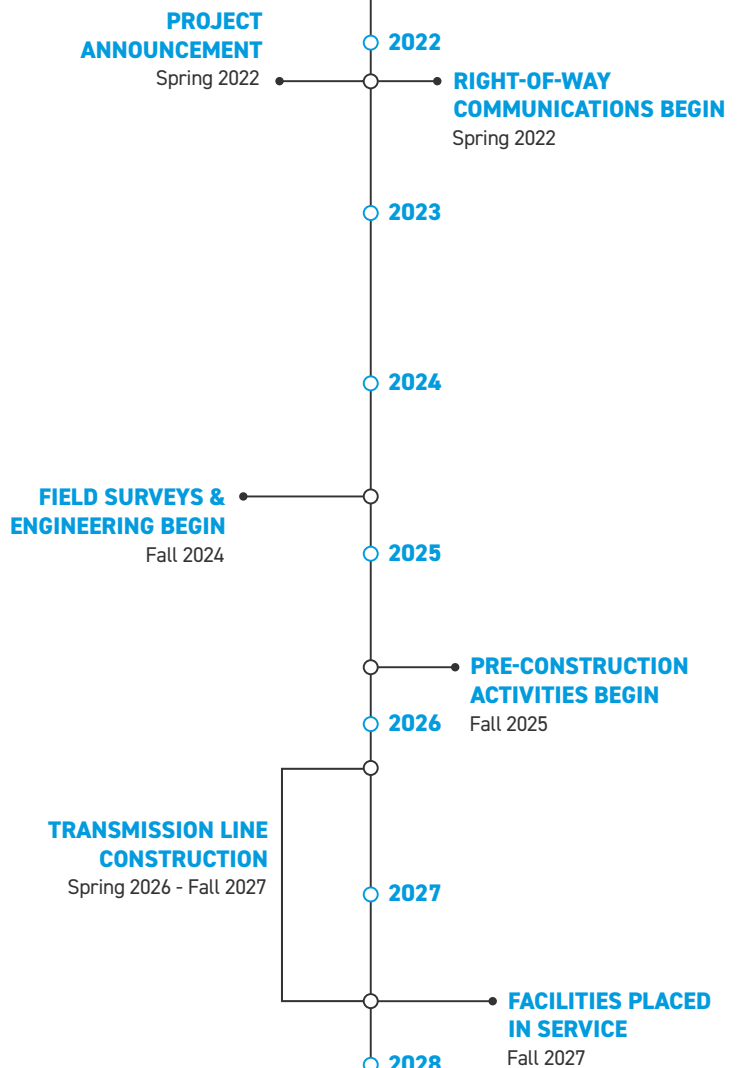 PROJECT
ANNOUNCEMENT
Spring 2022
2022
RIGHT-OF-WAY
COMMUNICATIONS BEGIN
Spring 2022
2023
2024
FIELD SURVEYS &
ENGINEERING BEGIN
Fall 2024
2025
PRE-CONSTRUCTION
ACTIVITIES BEGIN
Fall 2025
2026
TRANSMISSION LINE
CONSTRUCTION
Spring 2026 - Fall 2027
2027
FACILITIES PLACED
IN SERVICE
Fall 2027
2028